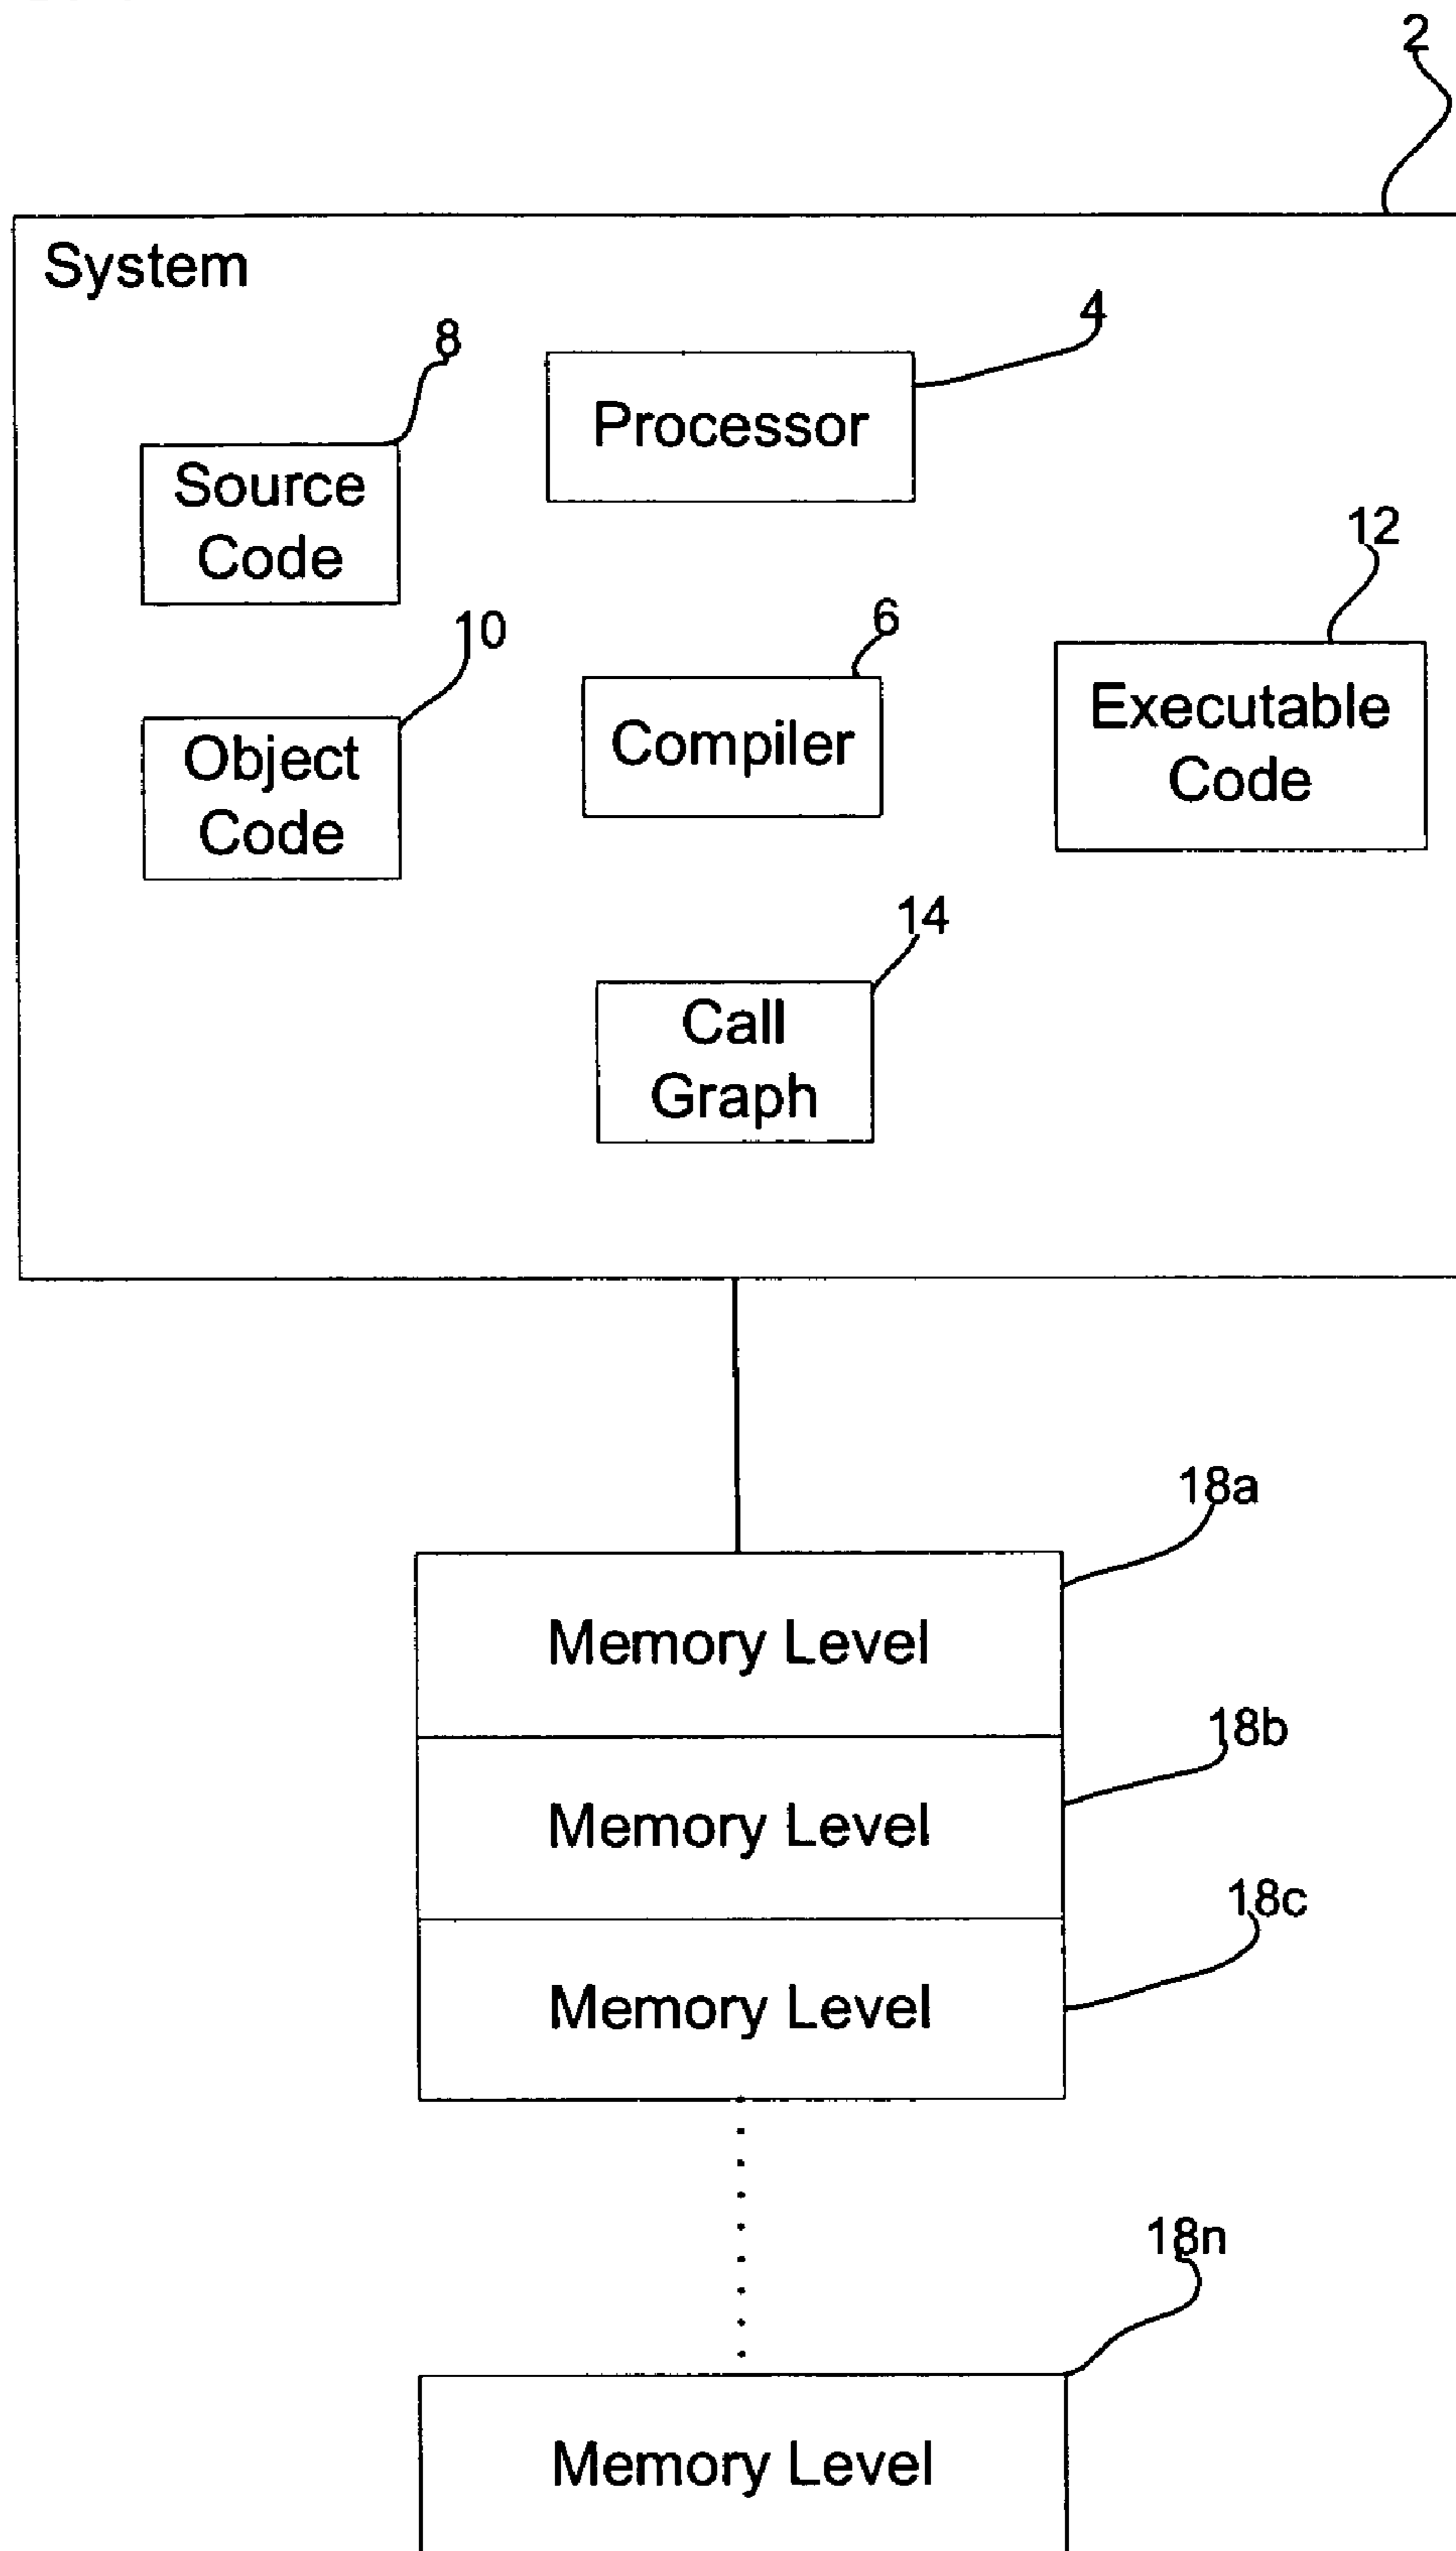 2
System
4
8
Processor
Source
Code
12
10
6
Executable
Code
Object
Code
Compiler
14
Call
Graph
18a
Memory Level
18b
Memory Level
18c
Memory Level
18n
Memory Level